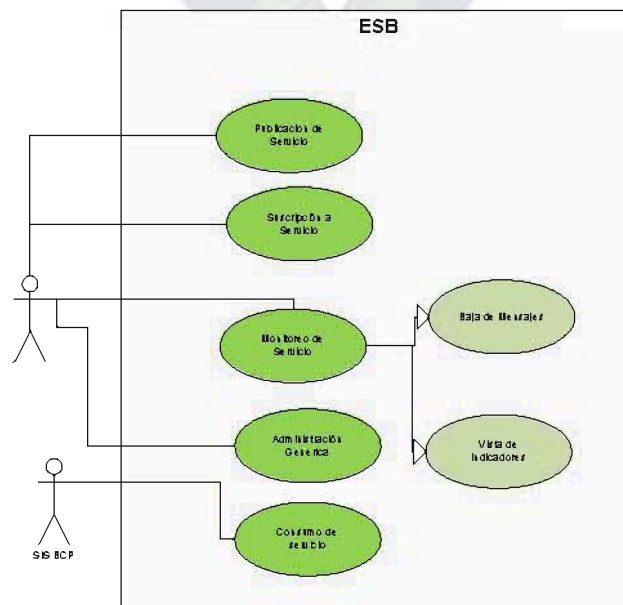 ESB
Publicación de
Servicio
Suscripción a
Servicio
Monitoreo de
Servicio
Baja de Mensajes
Administración
Generica
Vista de
Indicadores
Consumo de
servicio
SIS BCP